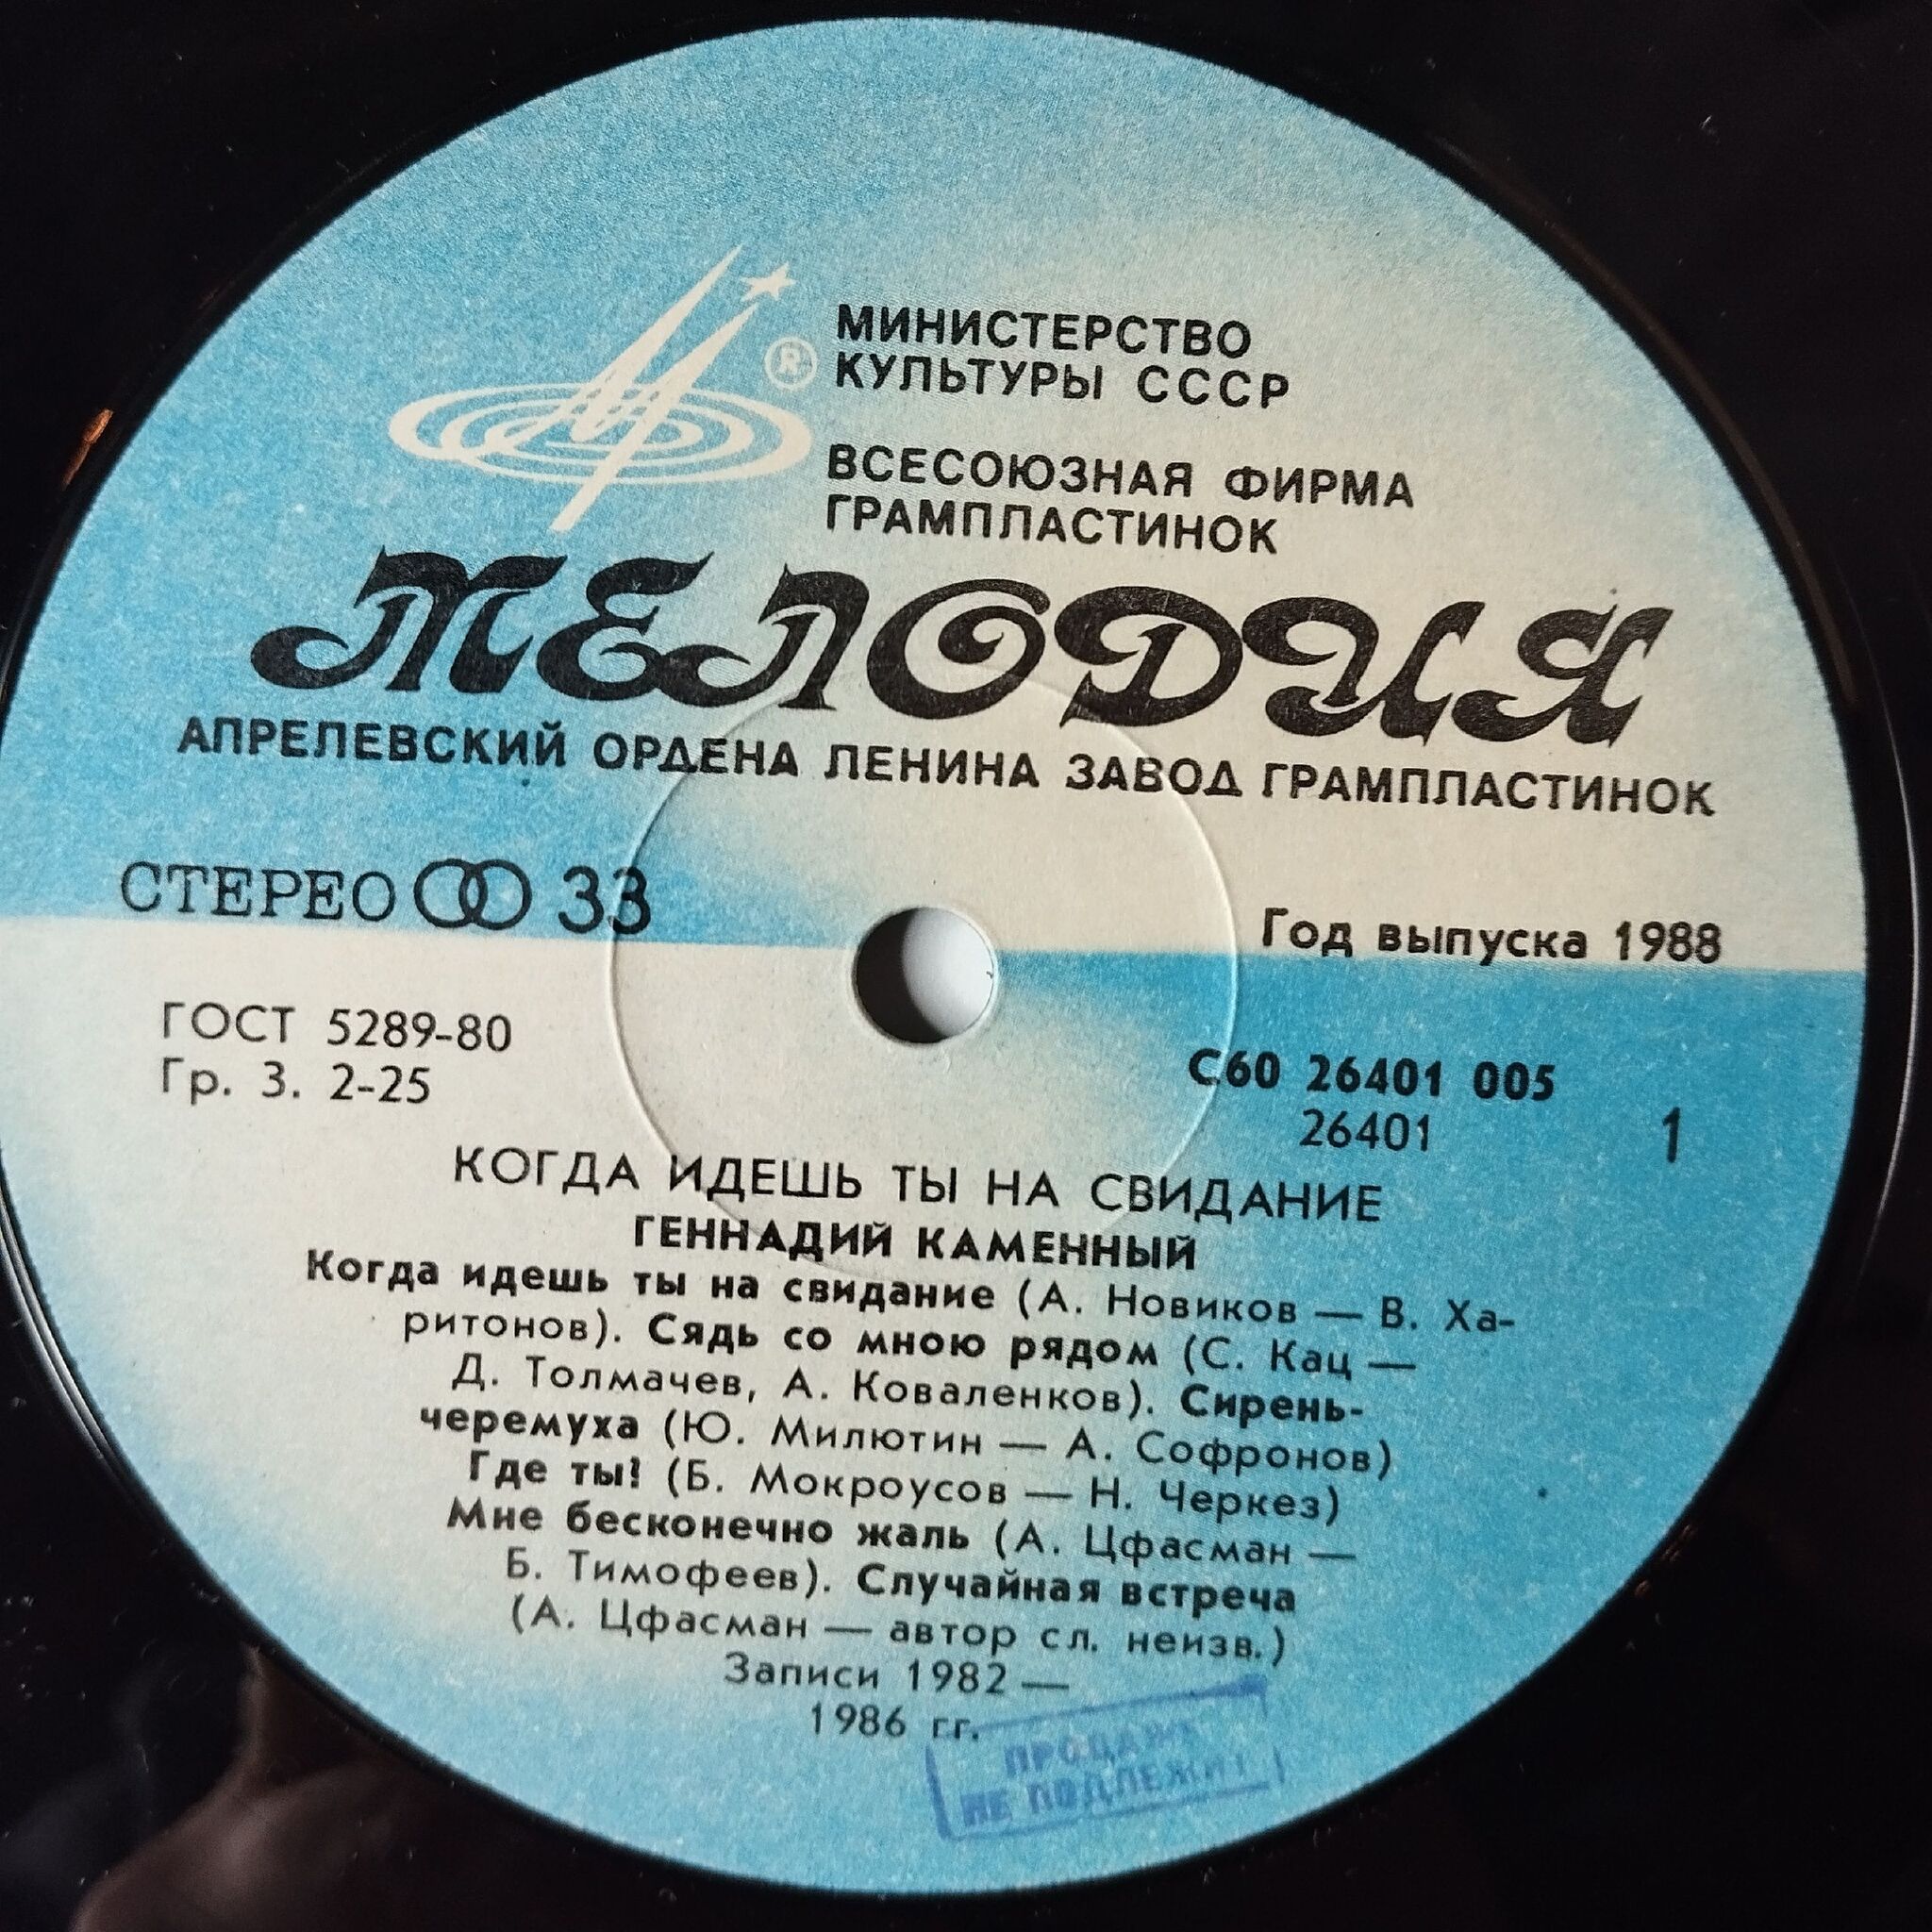 ®
МИНИСТЕРСТВО
КУЛЬТУРЫ СССР
ВСЕСОЮЗНАЯ ФИРМА
ГРАМПЛАСТИНОК
МЕЛОДИЯ
АПРЕЛЕВСКИЙ ОРДЕНА ЛЕНИНА ЗАВОД ГРАМПЛАСТИНОК
СТЕРЕО 33
Год выпуска 1988
ГОСТ 5289-80
Гр. 3. 2-25
С60 26401 005
26401
1
КОГДА ИДЕШЬ ТЫ НА СВИДАНИЕ
ГЕННАДИЙ КАМЕННЫЙ
Когда идешь ты на свидание (А. Новиков — В. Ха-
ритонов). Сядь со мною рядом (С. Кац —
Д. Толмачев, А. Коваленков). Сирень-
черемуха (Ю. Милютин — А. Софронов)
Где ты? (Б. Мокроусов — Н. Черкез)
Мне бесконечно жаль (А. Цфасман —
Б. Тимофеев). Случайная встреча
(А. Цфасман — автор сл. неизв.)
Записи 1982 —
1986 г.г.
ПРОДАЖЕ
НЕ ПОДЛЕЖИТ